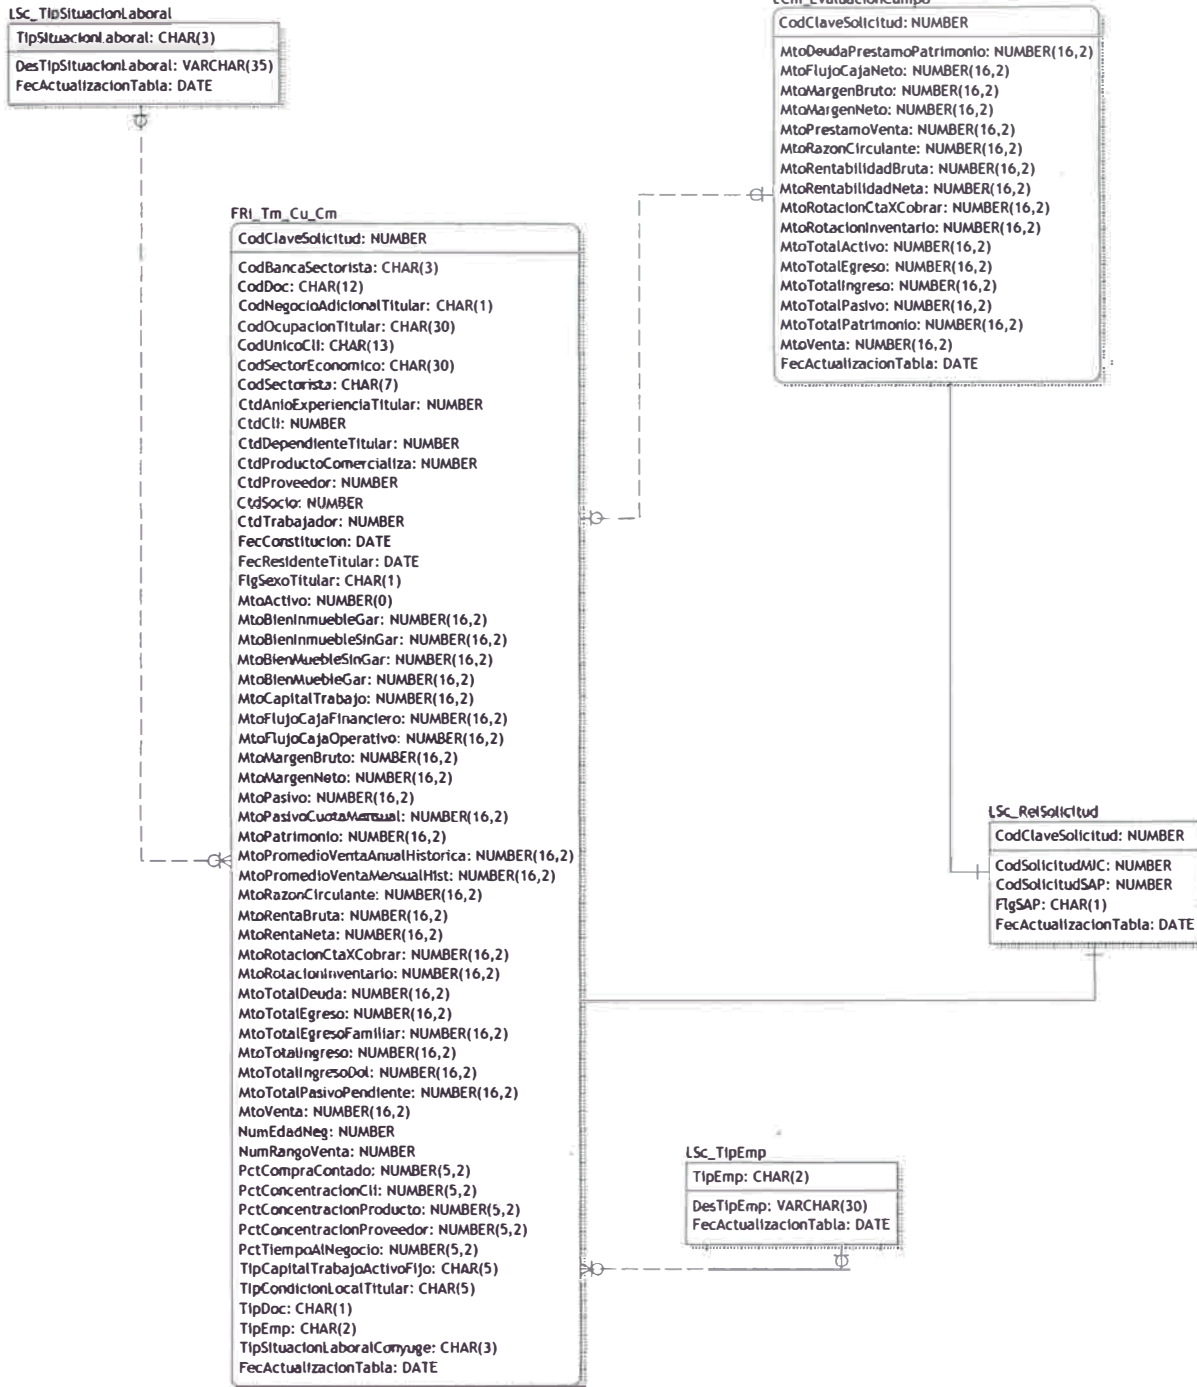 LSc_TipSituacionLaboral
TipSituacionLaboral: CHAR(3)
DesTipSituacionLaboral: VARCHAR(35)
FecActualizacionTabla: DATE
LCm_EvaluacionCampo
CodClaveSolicitud: NUMBER
MtoDeudaPrestamoPatrimonio: NUMBER(16,2)
MtoFlujoCajaNeto: NUMBER(16,2)
MtoMargenBruto: NUMBER(16,2)
MtoMargenNeto: NUMBER(16,2)
MtoPrestamoVenta: NUMBER(16,2)
MtoRazonCirculante: NUMBER(16,2)
MtoRentabilidadBruta: NUMBER(16,2)
MtoRentabilidadNeta: NUMBER(16,2)
MtoRotacionCtaXCobrar: NUMBER(16,2)
MtoRotacionInventario: NUMBER(16,2)
MtoTotalActivo: NUMBER(16,2)
MtoTotalEgreso: NUMBER(16,2)
MtoTotalIngreso: NUMBER(16,2)
MtoTotalPasivo: NUMBER(16,2)
MtoTotalPatrimonio: NUMBER(16,2)
MtoVenta: NUMBER(16,2)
FecActualizacionTabla: DATE
FRi_Tm_Cu_Cm
CodClaveSolicitud: NUMBER
CodBancaSectorista: CHAR(3)
CodDoc: CHAR(12)
CodNegocioAdicionalTitular: CHAR(1)
CodOcupacionTitular: CHAR(30)
CodUnicoCli: CHAR(13)
CodSectorEconomico: CHAR(30)
CodSectorista: CHAR(7)
CtdAnioExperienciaTitular: NUMBER
CtdCli: NUMBER
CtdDependienteTitular: NUMBER
CtdProductoComercializa: NUMBER
CtdProveedor: NUMBER
CtdSocio: NUMBER
CtdTrabajador: NUMBER
FecConstitucion: DATE
FecResidenteTitular: DATE
FlgSexoTitular: CHAR(1)
MtoActivo: NUMBER(0)
MtoBienInmuebleGar: NUMBER(16,2)
MtoBienInmuebleSinGar: NUMBER(16,2)
MtoBienMuebleSinGar: NUMBER(16,2)
MtoBienMuebleGar: NUMBER(16,2)
MtoCapitalTrabajo: NUMBER(16,2)
MtoFlujoCajaFinanciero: NUMBER(16,2)
MtoFlujoCajaOperativo: NUMBER(16,2)
MtoMargenBruto: NUMBER(16,2)
MtoMargenNeto: NUMBER(16,2)
MtoPasivo: NUMBER(16,2)
MtoPasivoCuotaMensual: NUMBER(16,2)
MtoPatrimonio: NUMBER(16,2)
MtoPromedioVentaAnualHistorica: NUMBER(16,2)
MtoPromedioVentaMensualHist: NUMBER(16,2)
MtoRazonCirculante: NUMBER(16,2)
MtoRentaBruta: NUMBER(16,2)
MtoRentaNeta: NUMBER(16,2)
MtoRotacionCtaXCobrar: NUMBER(16,2)
MtoRotacionInventario: NUMBER(16,2)
MtoTotalDeuda: NUMBER(16,2)
MtoTotalEgreso: NUMBER(16,2)
MtoTotalEgresoFamiliar: NUMBER(16,2)
MtoTotalIngreso: NUMBER(16,2)
MtoTotalIngresoDol: NUMBER(16,2)
MtoTotalPasivoPendiente: NUMBER(16,2)
MtoVenta: NUMBER(16,2)
NumEdadNeg: NUMBER
NumRangoVenta: NUMBER
PctCompraContado: NUMBER(5,2)
PctConcentracionCli: NUMBER(5,2)
PctConcentracionProducto: NUMBER(5,2)
PctConcentracionProveedor: NUMBER(5,2)
PctTiempoAlNegocio: NUMBER(5,2)
TipCapitalTrabajoActivoFijo: CHAR(5)
TipCondicionLocalTitular: CHAR(5)
TipDoc: CHAR(1)
TipEmp: CHAR(2)
TipSituacionLaboralConyuge: CHAR(3)
FecActualizacionTabla: DATE
LSc_RelSolicitud
CodClaveSolicitud: NUMBER
CodSolicitudMIC: NUMBER
CodSolicitudSAP: NUMBER
FlgSAP: CHAR(1)
FecActualizacionTabla: DATE
LSc_TipEmp
TipEmp: CHAR(2)
DesTipEmp: VARCHAR(30)
FecActualizacionTabla: DATE